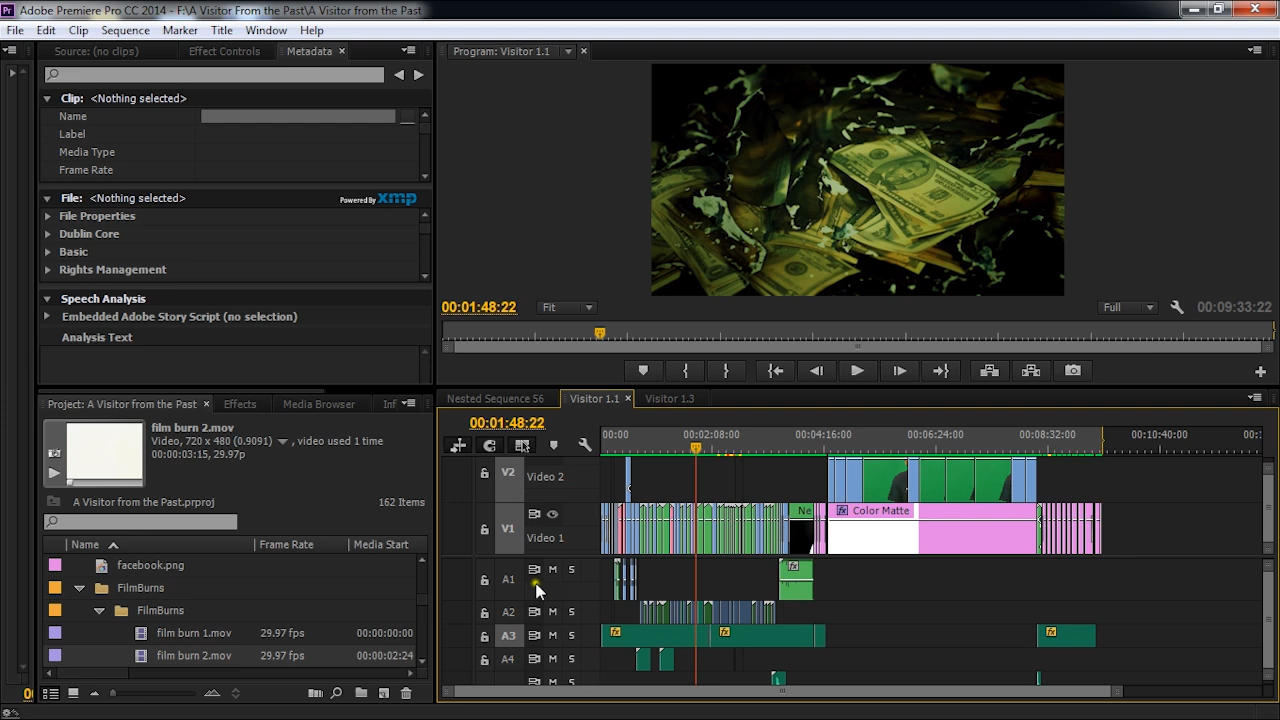 Adobe Premiere Pro CC 2014 - F:\A Visitor From the Past\A Visitor from the Past
File Edit Clip Sequence Marker Title Window Help
Source: (no clips) Effect Controls Metadata
Program: Visitor 1.1
Clip: <Nothing selected>
Name
Label
Media Type
Frame Rate
File: <Nothing selected> Powered By xmp
File Properties
Dublin Core
Basic
Rights Management
Speech Analysis
Embedded Adobe Story Script (no selection)
Analysis Text
00:01:48:22 Fit Full 00:09:33:22
Project: A Visitor from the Past Effects Media Browser Inf
film burn 2.mov
Video, 720 x 480 (0.9091) , video used 1 time
00:00:03:15, 29.97p
A Visitor from the Past.prproj 162 Items
Name Frame Rate Media Start
facebook.png
FilmBurns
FilmBurns
film burn 1.mov 29.97 fps 00:00:00:00
film burn 2.mov 29.97 fps 00:00:02:24
Nested Sequence 56 Visitor 1.1 Visitor 1.3
00:01:48:22
00:00 00:02:08:00 00:04:16:00 00:06:24:00 00:08:32:00 00:10:40:00
V2 Video 2
V1 Video 1 Ne fx Color Matte
A1 M S fx
A2 M S
A3 M S fx fx fx
A4 M S
M S